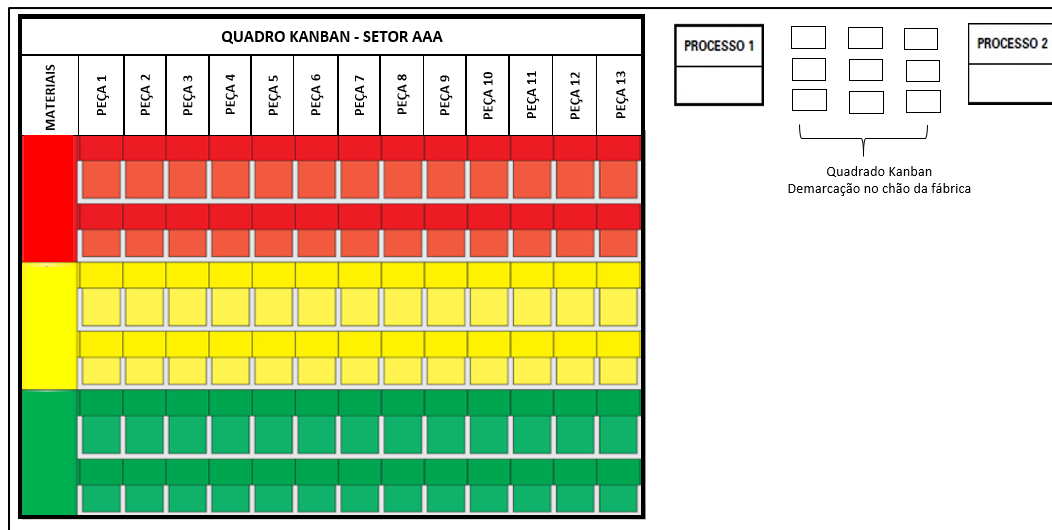 QUADRO KANBAN - SETOR AAA
MATERIAIS
PEÇA 1
PEÇA 2
PEÇA 3
PEÇA 4
PEÇA 5
PEÇA 6
PEÇA 7
PEÇA 8
PEÇA 9
PEÇA 10
PEÇA 11
PEÇA 12
PEÇA 13
PROCESSO 1
PROCESSO 2
Quadrado Kanban
Demarcação no chão da fábrica